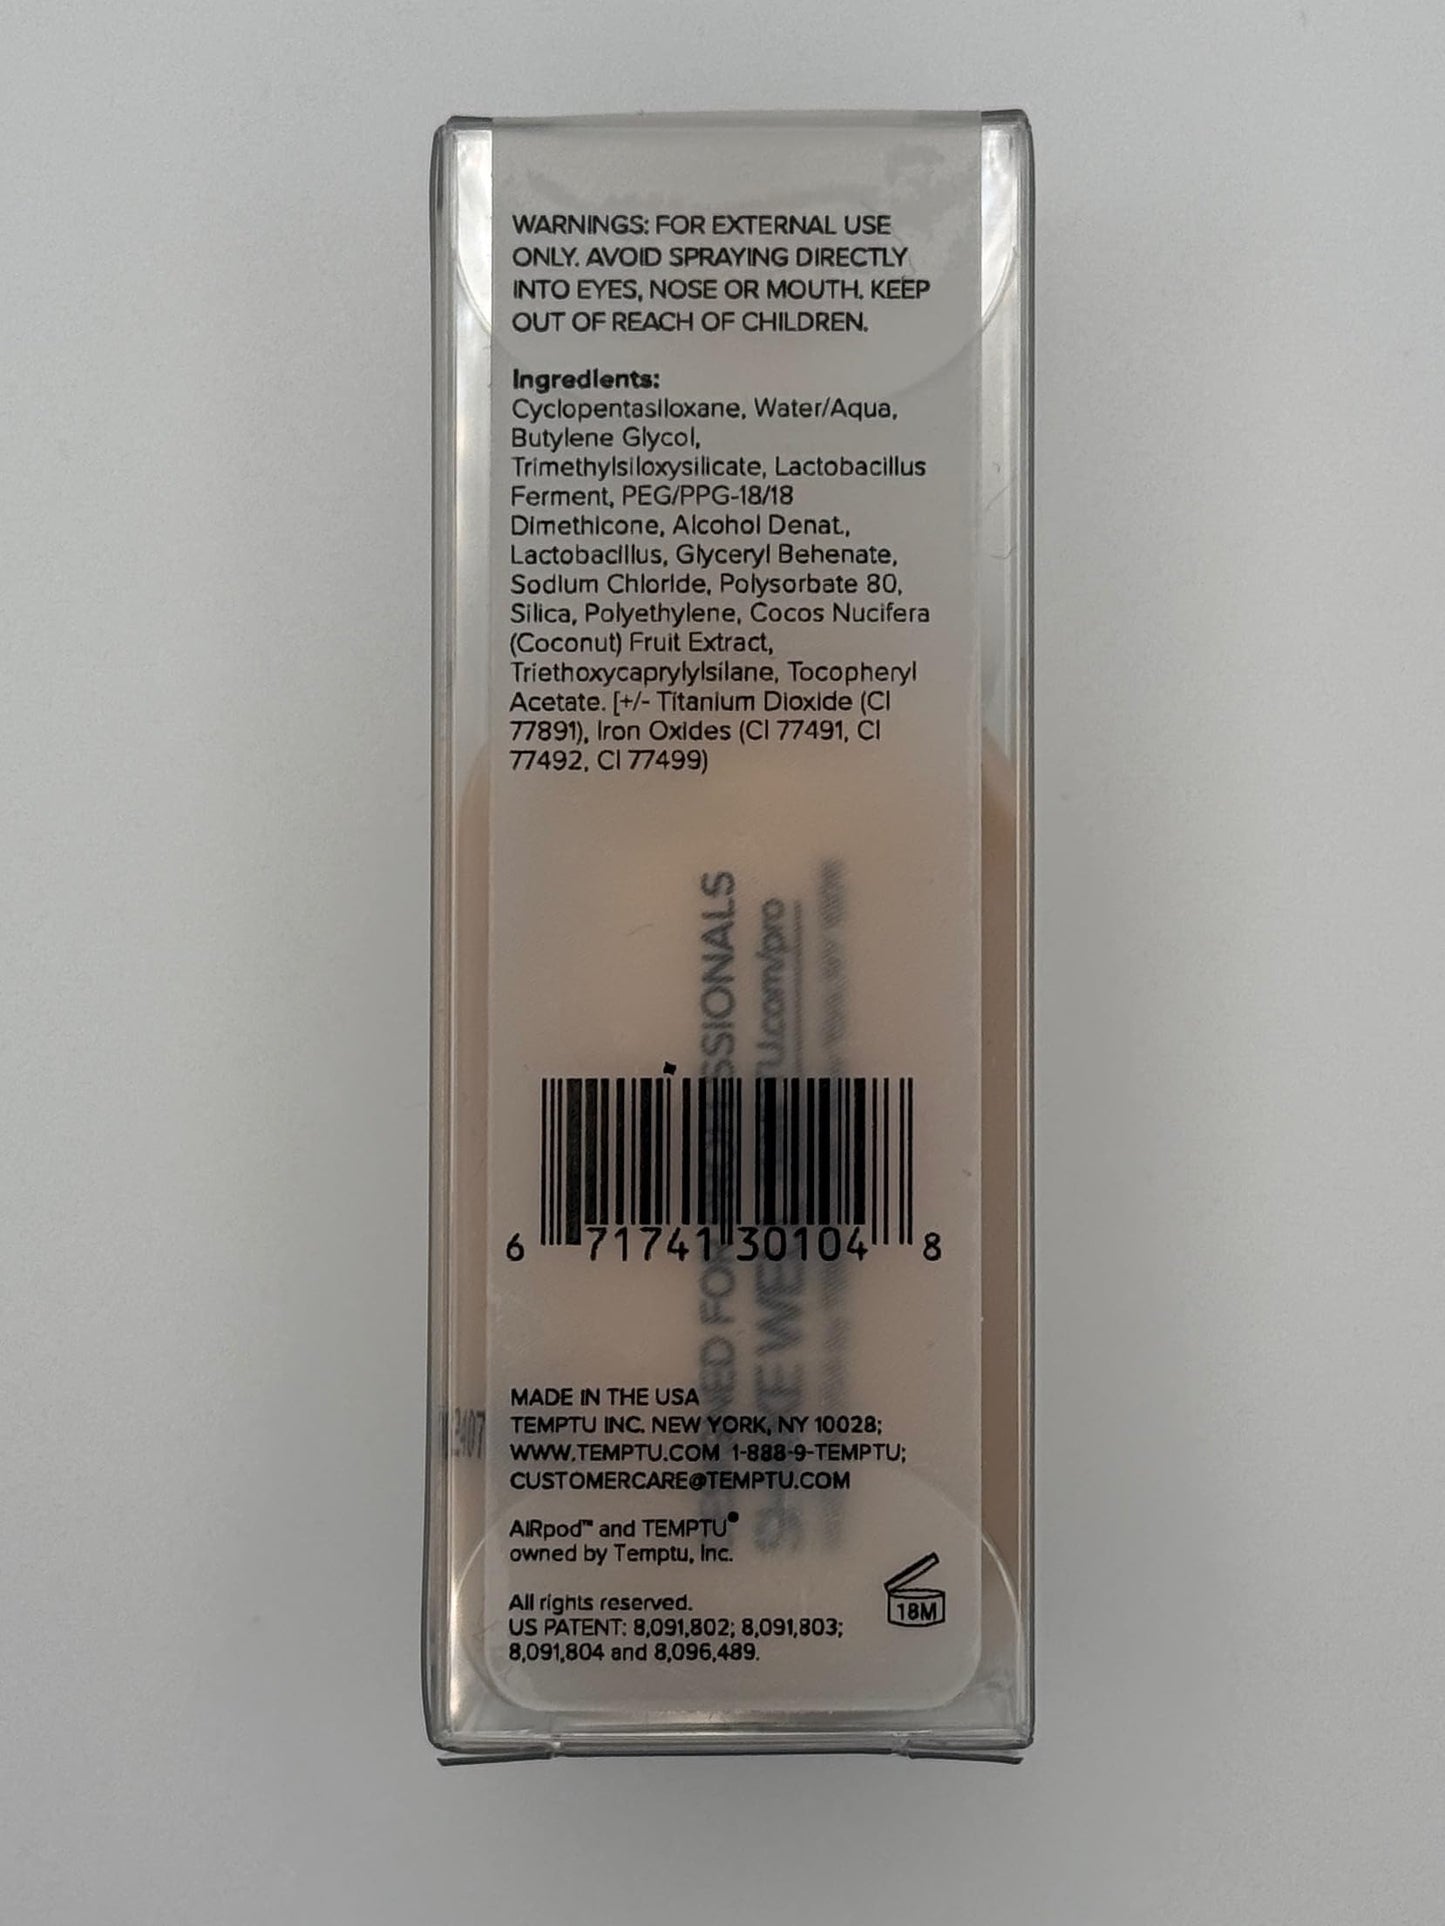 WARNINGS: FOR EXTERNAL USE
ONLY. AVOID SPRAYING DIRECTLY
INTO EYES, NOSE OR MOUTH. KEEP
OUT OF REACH OF CHILDREN.
Ingredients:
Cyclopentasiloxane, Water/Aqua,
Butylene Glycol,
Trimethylsiloxysilicate, Lactobacillus
Ferment, PEG/PPG-18/18
Dimethicone, Alcohol Denat.,
Lactobacillus, Glyceryl Behenate,
Sodium Chloride, Polysorbate 80,
Silica, Polyethylene, Cocos Nucifera
(Coconut) Fruit Extract,
Triethoxycaprylylsilane, Tocopheryl
Acetate. [+/- Titanium Dioxide (CI
77891), Iron Oxides (CI 77491, CI
77492, CI 77499)
6 71741 30104 8
MADE IN THE USA
TEMPTU INC. NEW YORK, NY 10028;
WWW.TEMPTU.COM 1-888-9-TEMPTU;
CUSTOMERCARE@TEMPTU.COM
AIRpod™ and TEMPTU®
owned by Temptu, Inc.
All rights reserved.
US PATENT: 8,091,802; 8,091,803;
8,091,804 and 8,096,489.
18M